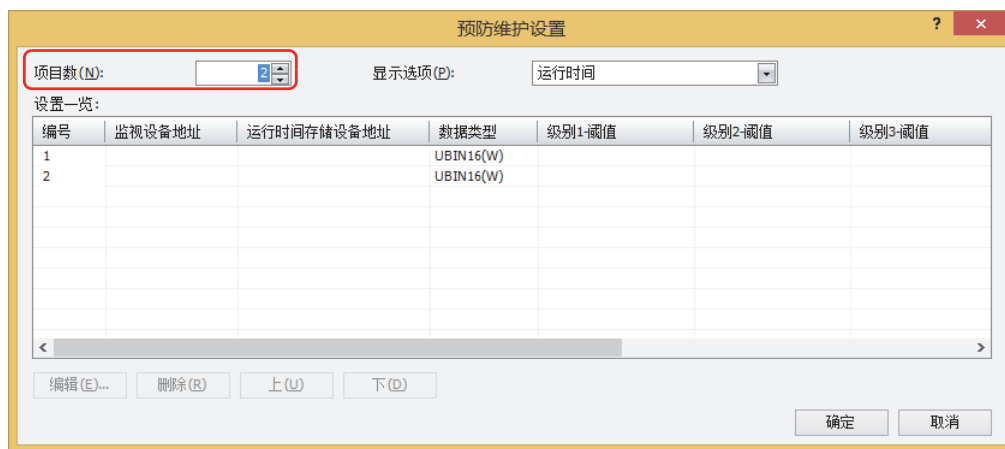 预防维护设置 ? ×
项目数(N): 2 显示选项(P): 运行时间
设置一览:
编号 监视设备地址 运行时间存储设备地址 数据类型 级别1-阈值 级别2-阈值 级别3-阈值
1 UBIN16(W)
2 UBIN16(W)
编辑(E)... 删除(R) 上(U) 下(D)
确定 取消